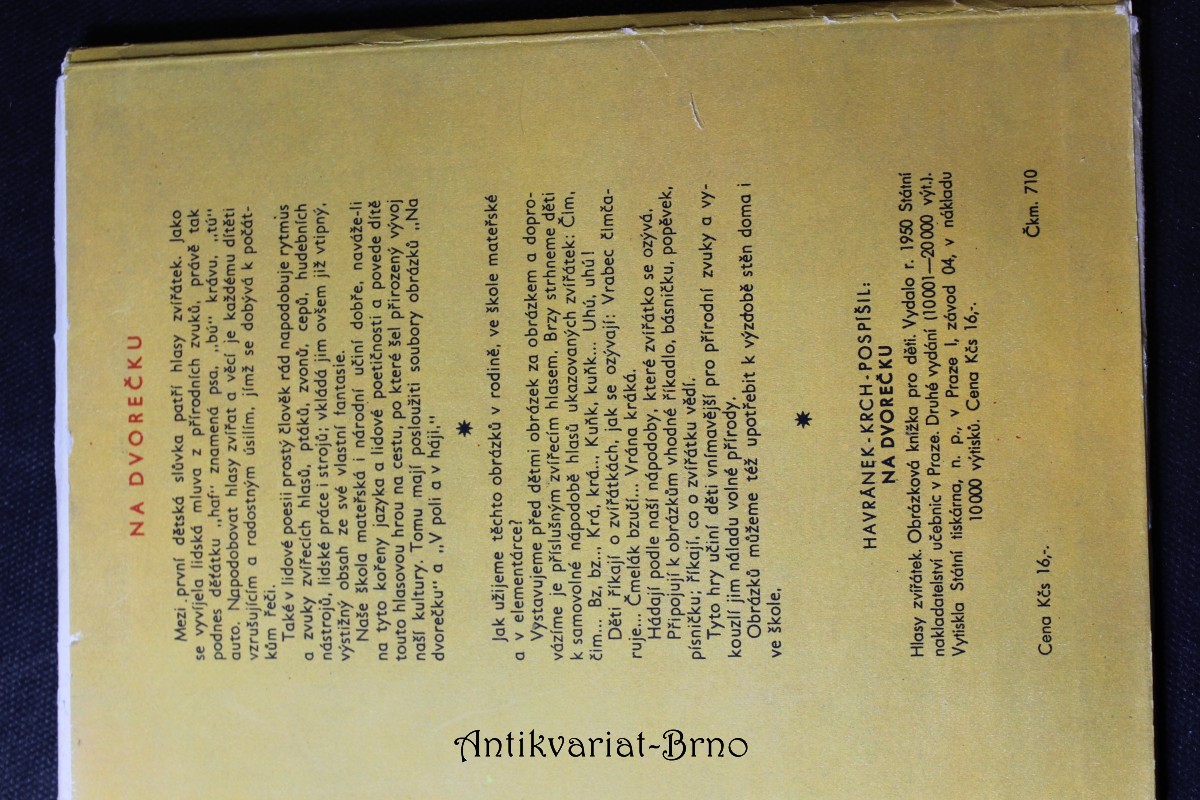 NA DVOREČKU
Mezi první dětská slůvka patří hlasy zvířátek. Jako
se vyvíjela lidská mluva z přírodních zvuků, právě tak
podnes děťátku „haf“ znamená psa, „bú“ krávu, „tú“
auto. Napodobovat hlasy zvířat a věcí je každému dítěti
vzrušujícím a radostným úsilím, jímž se dobývá k počát-
kům řeči.
Také v lidové poesii prostý člověk rád napodobuje rytmus
a zvuky zvířecích hlasů, ptáků, zvonů, cepů, hudebních
nástrojů, lidské práce i strojů; vkládá jim ovšem již vtipný,
výstižný obsah ze své vlastní fantasie.
Naše škola mateřská i národní učiní dobře, naváže-li
na tyto kořeny jazyka a lidové poetičnosti a povede dítě
touto hlasovou hrou na cestu, po které šel přirozený vývoj
naší kultury. Tomu mají posloužiti soubory obrázků „Na
dvorečku“ a „V poli a v háji.“
Jak užijeme těchto obrázků v rodině, ve škole mateřské
a v elementárce?
Vystavujeme před dětmi obrázek za obrázkem a dopro-
vázíme je příslušným zvířecím hlasem. Brzy strhneme děti
k samovolné nápodobě hlasů ukazovaných zvířátek: Čim,
čim... Bz, bz... Krá, krá... Kuňk, kuňk... Uhú, uhú!
Děti říkají o zvířátkách, jak se ozývají: Vrabec čimča-
ruje... Čmelák bzučí... Vrána kráká.
Hádají podle naší nápodoby, které zvířátko se ozývá.
Připojují k obrázkům vhodné říkadlo, básničku, popěvek,
písničku; říkají, co o zvířátku vědí.
Tyto hry učiní děti vnímavější pro přírodní zvuky a vy-
kouzlí jim náladu volné přírody.
Obrázků můžeme též upotřebit k výzdobě stěn doma i
ve škole,
HAVRÁNEK-KRCH-POSPÍŠIL:
NA DVOREČKU
Hlasy zvířátek. Obrázková knížka pro děti. Vydalo r. 1950 Státní
nakladatelství učebnic v Praze. Druhé vydání (10 001—20 000 výt.).
Vytiskla Státní tiskárna, n. p., v Praze I, závod 04, v nákladu
10 000 výtisků. Cena Kčs 16,-.
Cena Kčs 16,-. Čkm. 710
Antikvariat-Brno